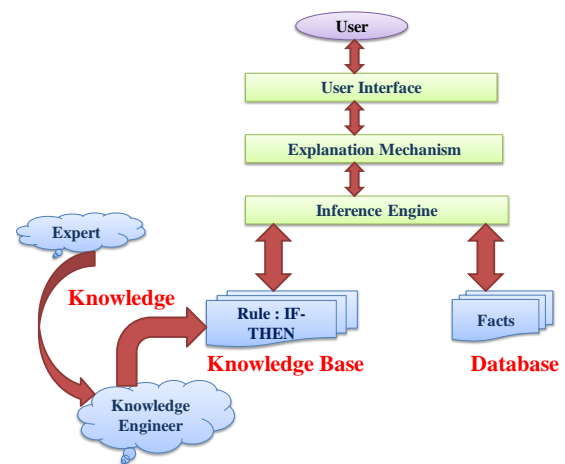 User
User Interface
Explanation Mechanism
Inference Engine
Expert
Knowledge
Rule : IF-
THEN
Facts
Knowledge Base
Database
Knowledge
Engineer